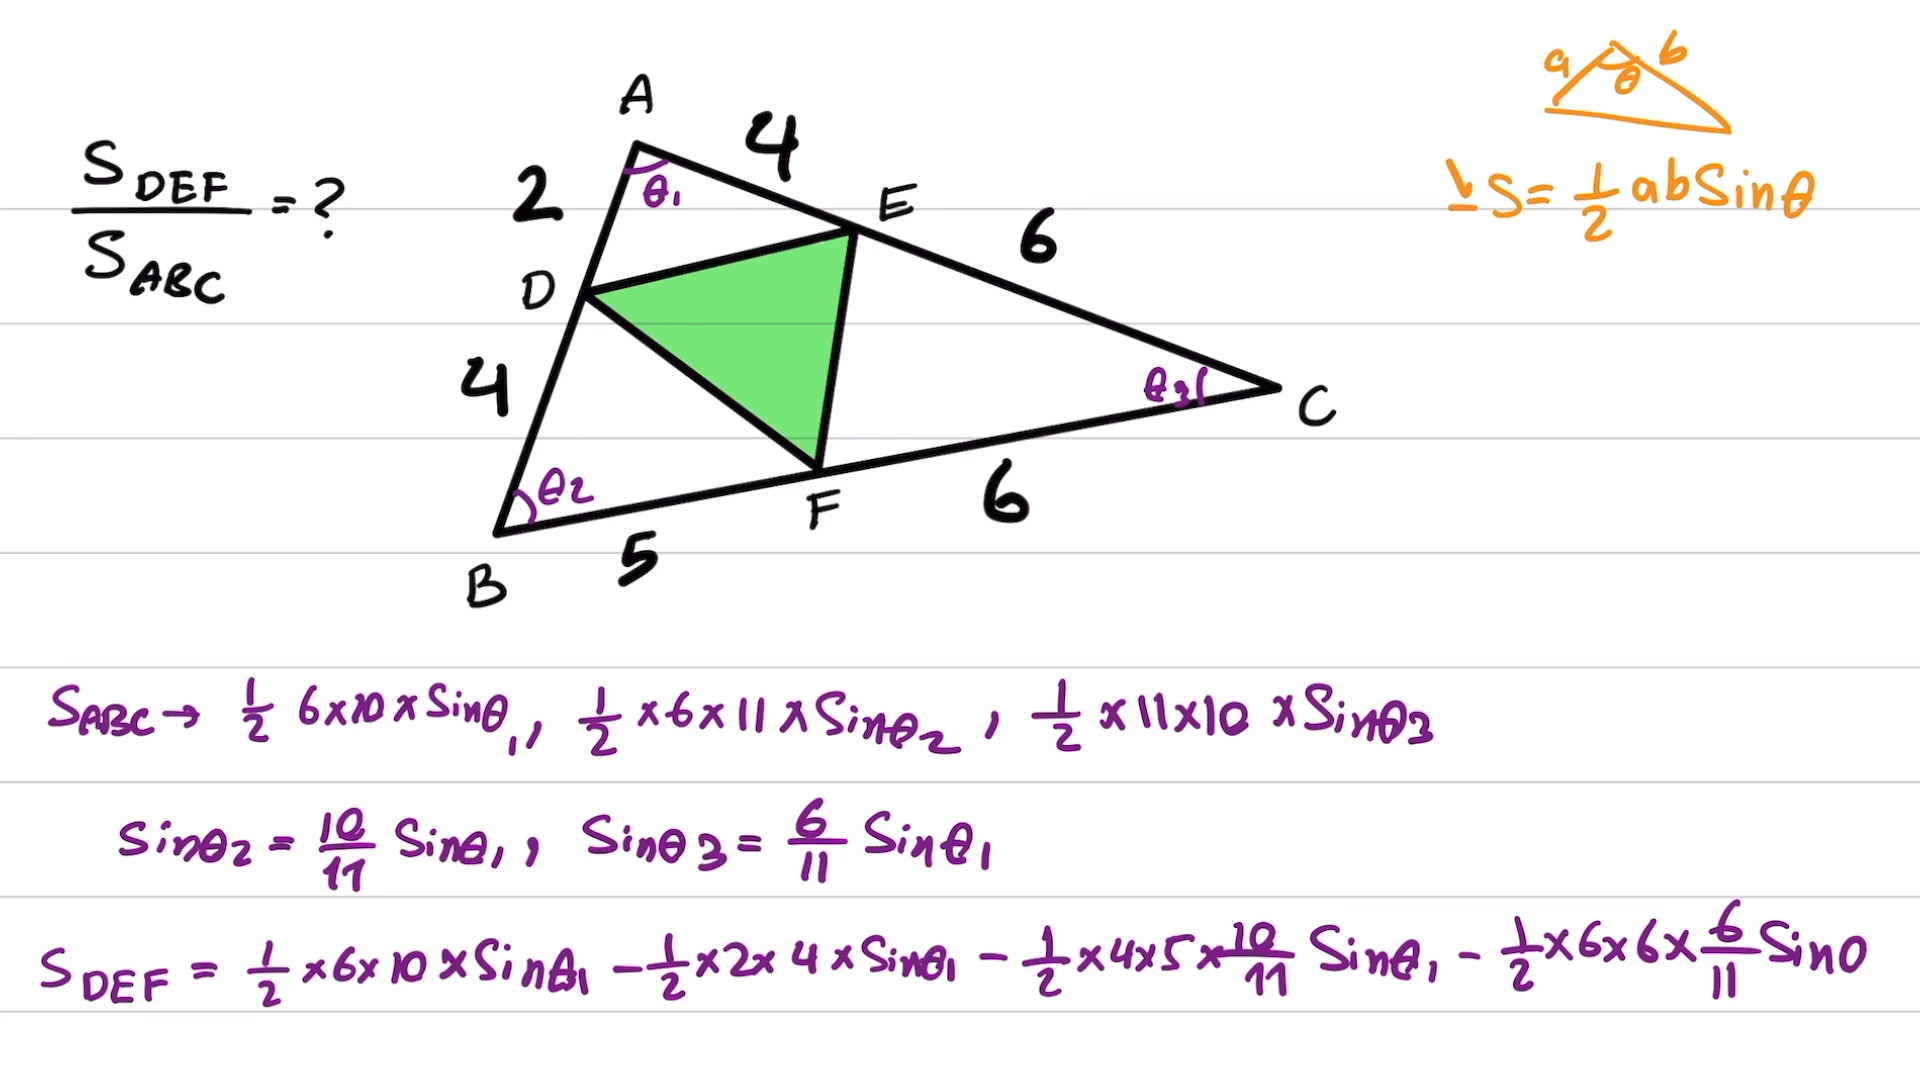 A
4
a
b
θ
S_DEF / S_ABC = ?
2
θ₁
E
S = 1/2 ab Sinθ
6
D
4
θ₃
C
θ₂
F
6
B
5
S_ABC → 1/2 6×10×Sinθ₁, 1/2 ×6×11×Sinθ₂, 1/2 ×11×10×Sinθ₃
Sinθ₂ = 10/11 Sinθ₁, Sinθ₃ = 6/11 Sinθ₁
S_DEF = 1/2 ×6×10×Sinθ₁ - 1/2 ×2×4×Sinθ₁ - 1/2 ×4×5×10/11 Sinθ₁ - 1/2 ×6×6×6/11 Sinθ